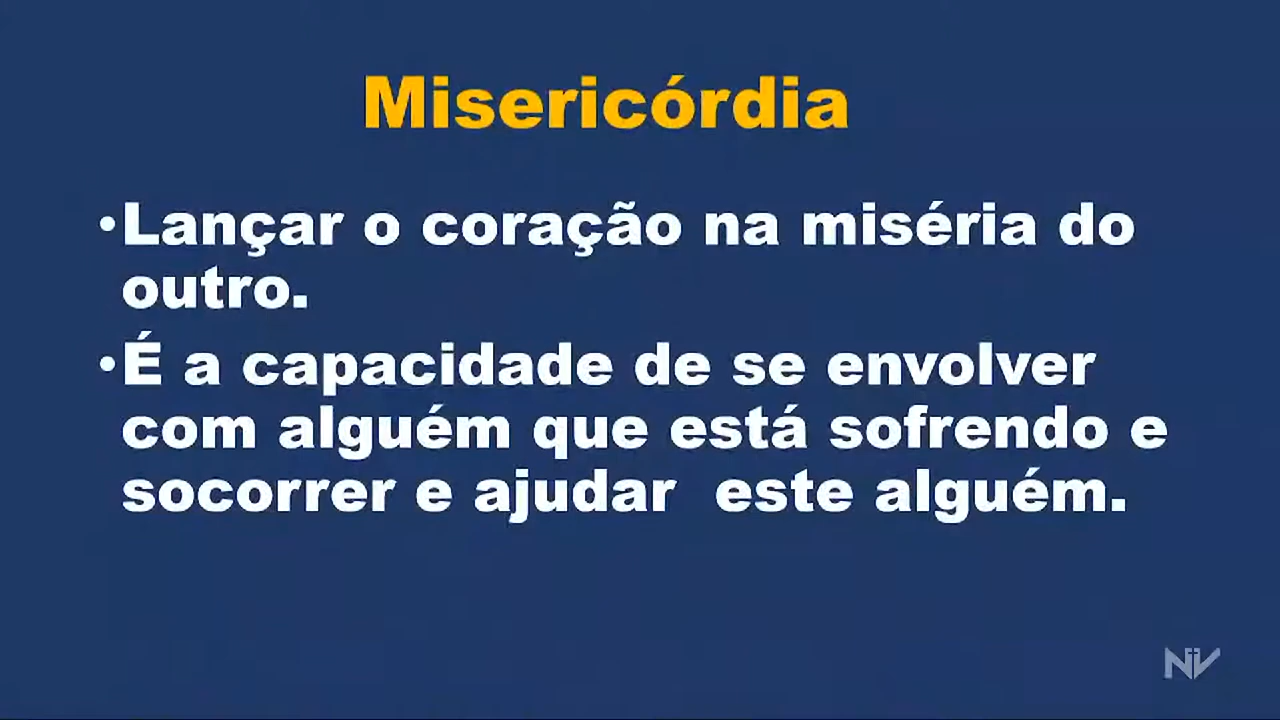 Misericórdia
•Lançar o coração na miséria do
outro.
•É a capacidade de se envolver
com alguém que está sofrendo e
socorrer e ajudar  este alguém.
NV